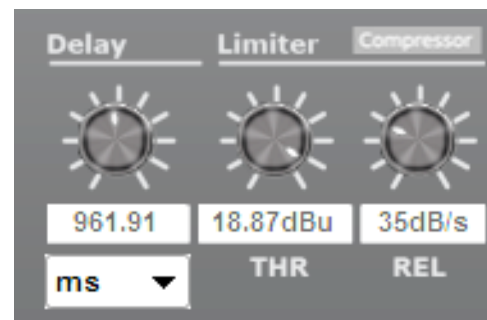 Delay Limiter Compressor
961.91 18.87dBu 35dB/s
ms THR REL